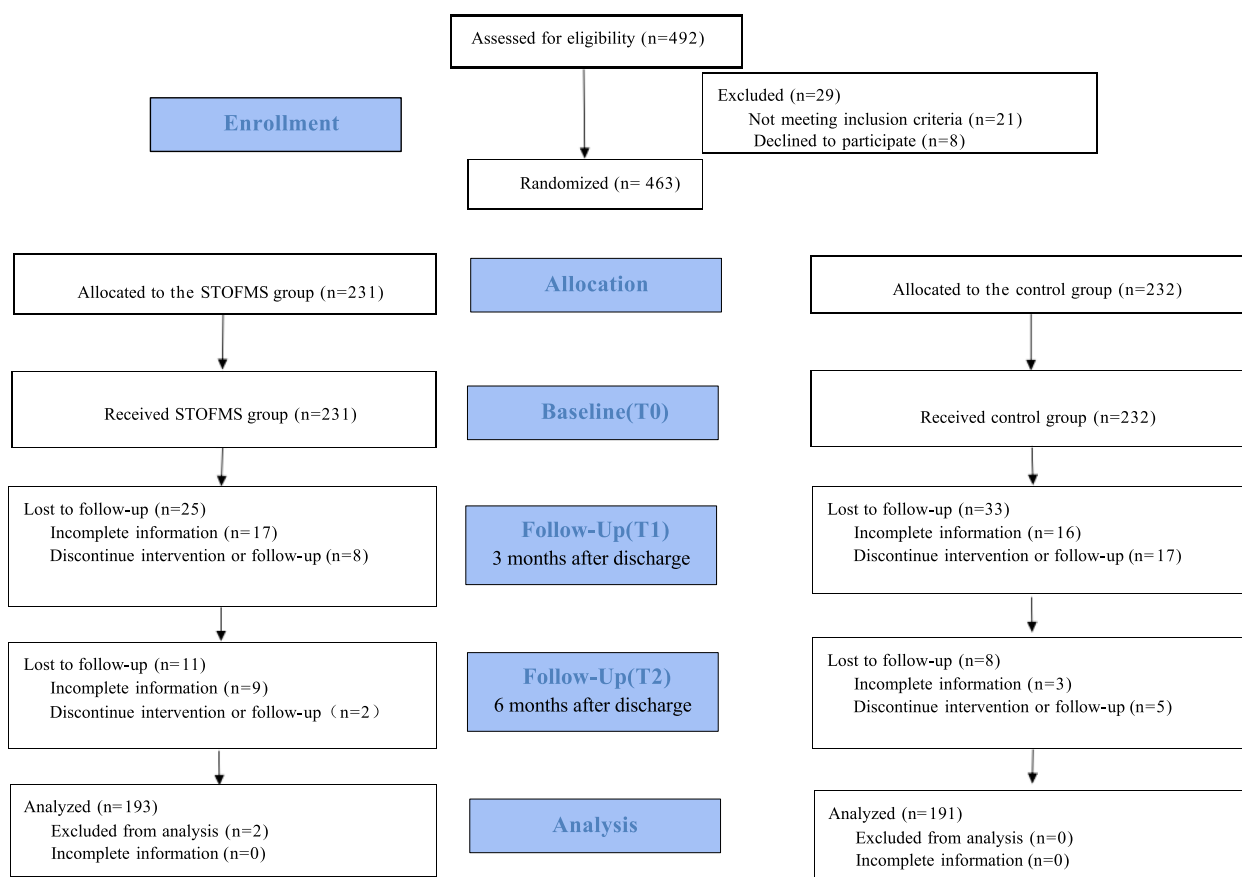 Assessed for eligibility (n=492)
Excluded (n=29)
Not meeting inclusion criteria (n=21)
Declined to participate (n=8)
Enrollment
Randomized (n= 463)
Allocated to the STOFMS group (n=231)
Allocation
Allocated to the control group (n=232)
Received STOFMS group (n=231)
Baseline(T0)
Received control group (n=232)
Lost to follow-up (n=25)
Incomplete information (n=17)
Discontinue intervention or follow-up (n=8)
Follow-Up(T1)
3 months after discharge
Lost to follow-up (n=33)
Incomplete information (n=16)
Discontinue intervention or follow-up (n=17)
Lost to follow-up (n=11)
Incomplete information (n=9)
Discontinue intervention or follow-up（n=2）
Follow-Up(T2)
6 months after discharge
Lost to follow-up (n=8)
Incomplete information (n=3)
Discontinue intervention or follow-up (n=5)
Analyzed (n=193)
Excluded from analysis (n=2)
Incomplete information (n=0)
Analysis
Analyzed (n=191)
Excluded from analysis (n=0)
Incomplete information (n=0)